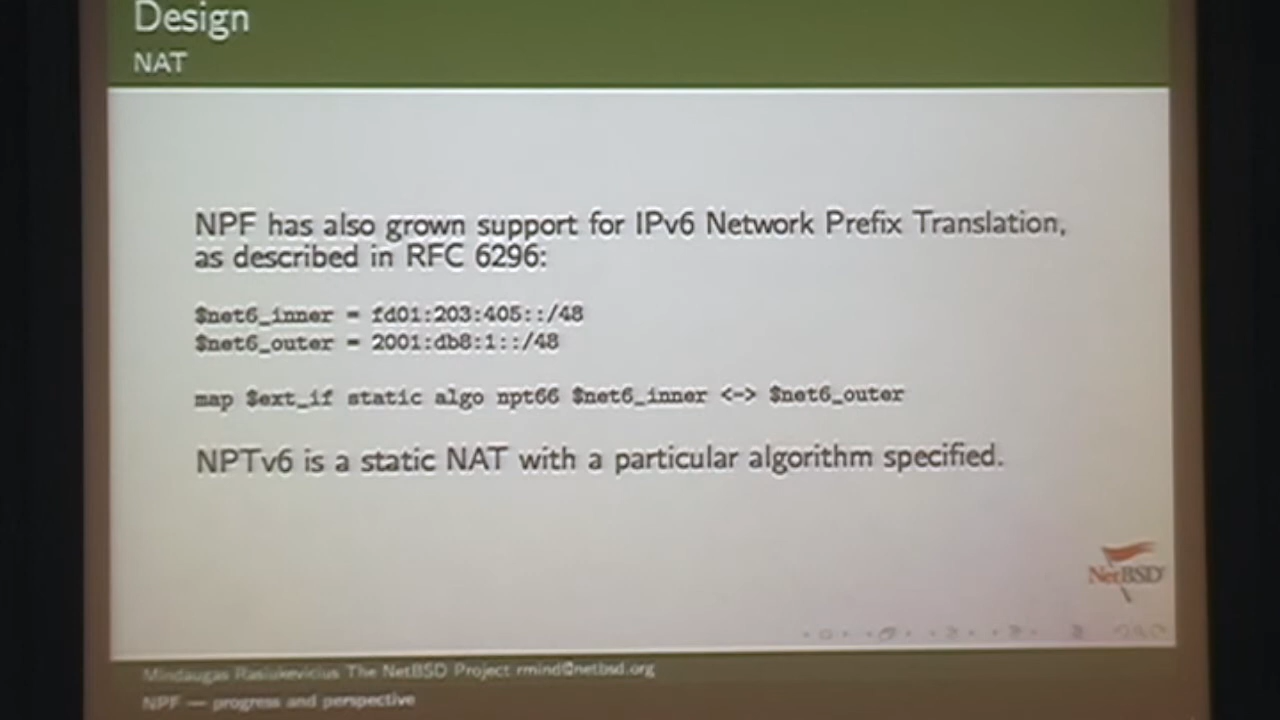 Design
NAT
NPF has also grown support for IPv6 Network Prefix Translation,
as described in RFC 6296:
$net6_inner = fd01:203:405::/48
$net6_outer = 2001:db8:1::/48
map $ext_if static algo npt66 $net6_inner <-> $net6_outer
NPTv6 is a static NAT with a particular algorithm specified.
NetBSD
Mindaugas Rasiukevicius The NetBSD Project rmind@netbsd.org
NPF — progress and perspective